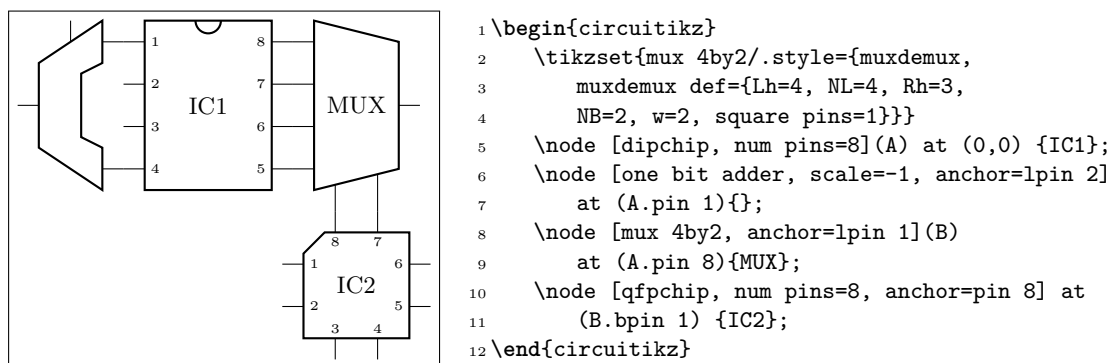 1 8
2 7
IC1 MUX
3 6
4 5
8 7
1 6
IC2
2 5
3 4
1 \begin{circuitikz}
2     \tikzset{mux 4by2/.style={muxdemux,
3         muxdemux def={Lh=4, NL=4, Rh=3,
4         NB=2, w=2, square pins=1}}}
5     \node [dipchip, num pins=8](A) at (0,0) {IC1};
6     \node [one bit adder, scale=-1, anchor=lpin 2]
7         at (A.pin 1){};
8     \node [mux 4by2, anchor=lpin 1](B)
9         at (A.pin 8){MUX};
10     \node [qfpchip, num pins=8, anchor=pin 8] at
11         (B.bpin 1) {IC2};
12 \end{circuitikz}